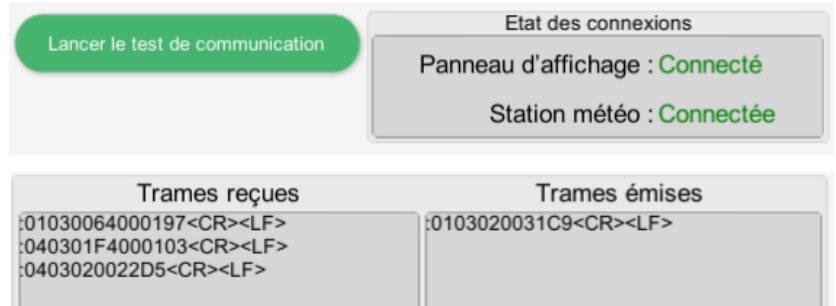 Lancer le test de communication
Etat des connexions
Panneau d'affichage : Connecté
Station météo : Connectée
Trames reçues
:01030064000197<CR><LF>
:040301F4000103<CR><LF>
:0403020022D5<CR><LF>
Trames émises
:0103020031C9<CR><LF>